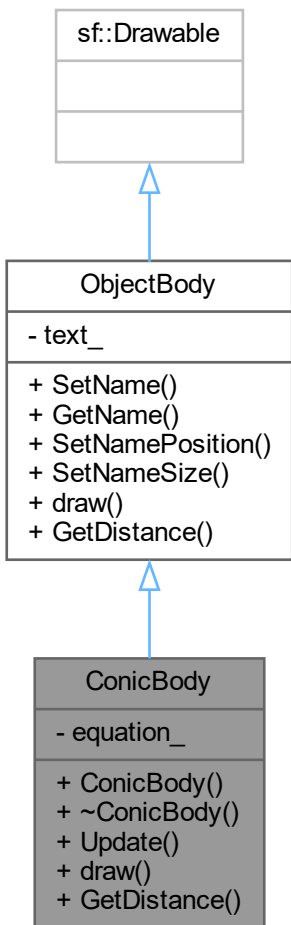 sf::Drawable
ObjectBody
- text_
+ SetName()
+ GetName()
+ SetNamePosition()
+ SetNameSize()
+ draw()
+ GetDistance()
ConicBody
- equation_
+ ConicBody()
+ ~ConicBody()
+ Update()
+ draw()
+ GetDistance()